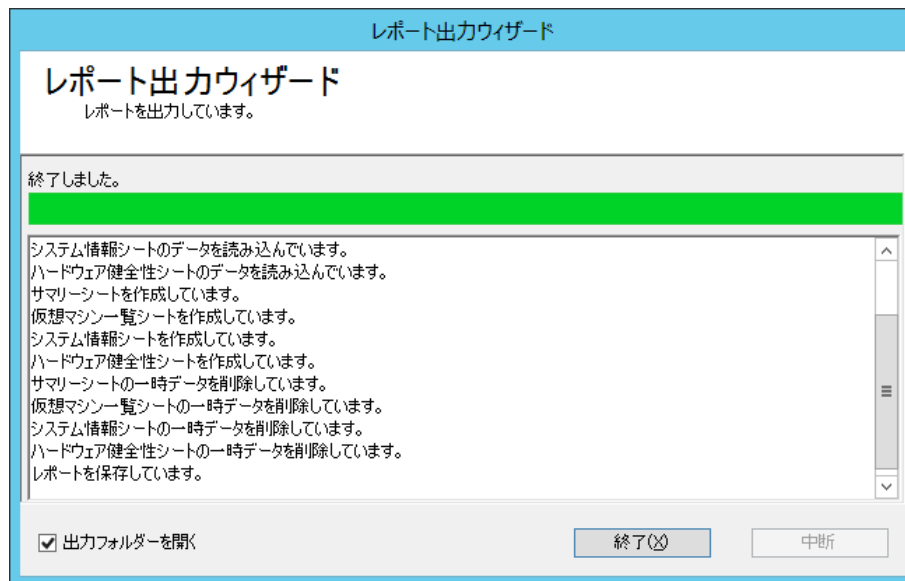 レポート出力ウィザード
レポート出力ウィザード
レポートを出力しています。
終了しました。
システム情報シートのデータを読み込んでいます。
ハードウェア健全性シートのデータを読み込んでいます。
サマリーシートを作成しています。
仮想マシン一覧シートを作成しています。
システム情報シートを作成しています。
ハードウェア健全性シートを作成しています。
サマリーシートの一時データを削除しています。
仮想マシン一覧シートの一時データを削除しています。
システム情報シートの一時データを削除しています。
ハードウェア健全性シートの一時データを削除しています。
レポートを保存しています。
出力フォルダーを開く
終了(X)
中断